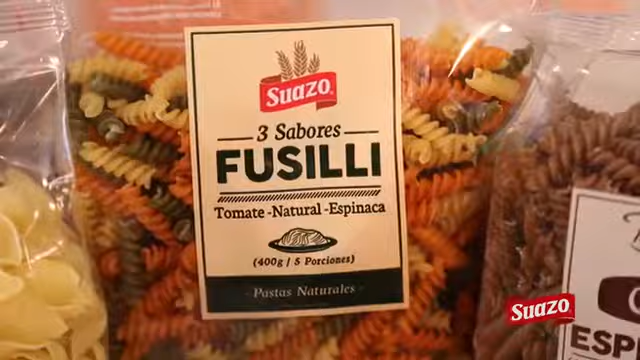 Suazo
3 Sabores
FUSILLI
Tomate -Natural -Espinaca
(400g / 5 Porciones)
- Pastas Naturales -
Suazo
ESP